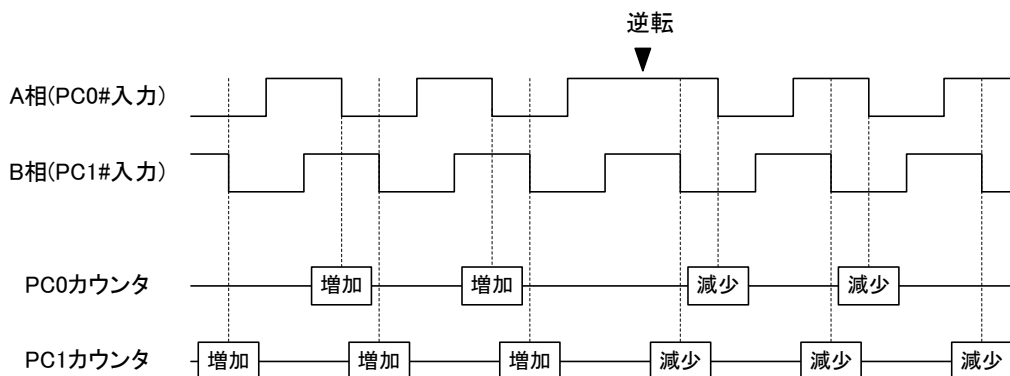 逆転
A相(PC0#入力)
B相(PC1#入力)
PC0カウンタ 増加 増加 減少 減少
PC1カウンタ 増加 増加 増加 減少 減少 減少